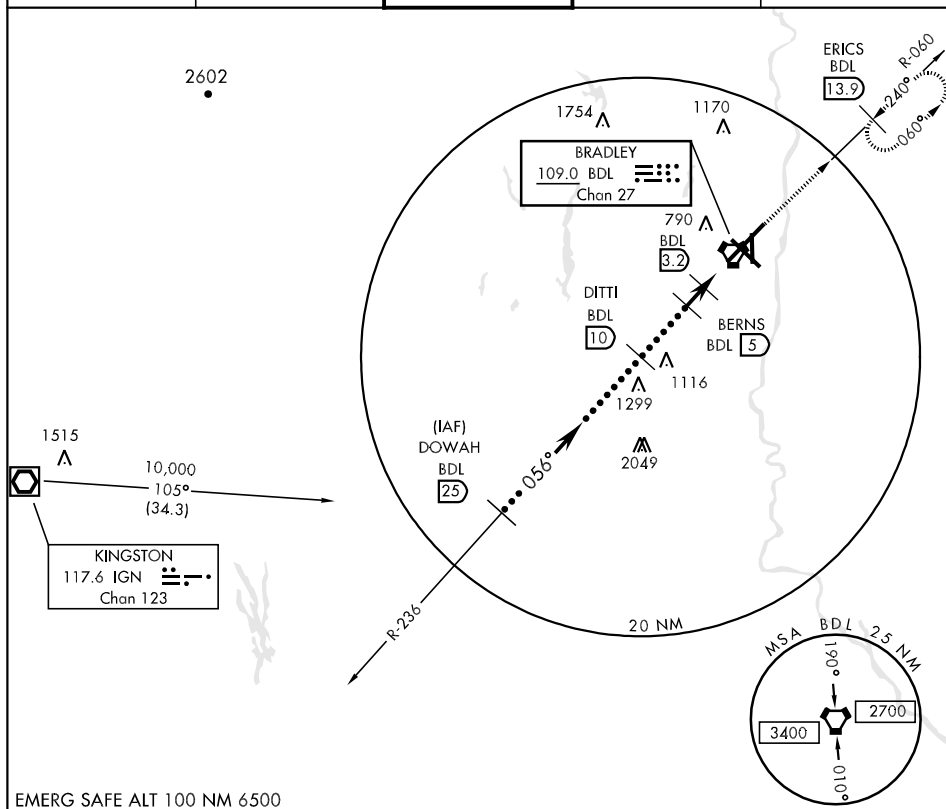 2602
1754
1170
ERICS
BDL
13.9
R-060
240°
060°
BRADLEY
109.0 BDL
Chan 27
790
BDL
3.2
DITTI
BDL
10
BERNS
BDL 5
1116
1299
2049
(IAF)
DOWAH
BDL
25
056°
1515
10,000
105°
(34.3)
KINGSTON
117.6 IGN
Chan 123
R-236
20 NM
MSA BDL 25 NM
190°
2700
3400
010°
EMERG SAFE ALT 100 NM 6500